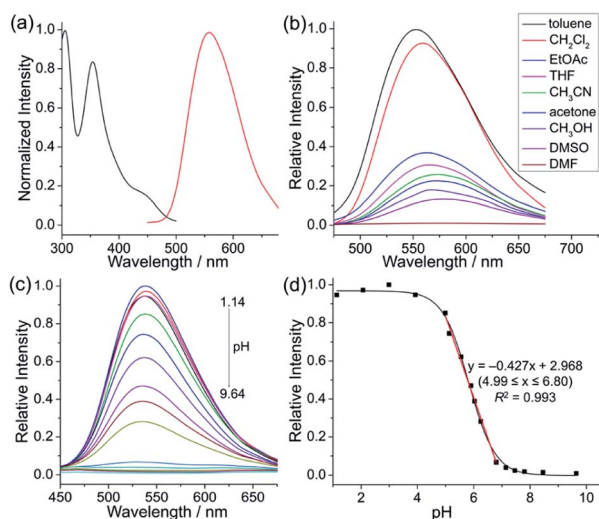 (a)
1.0
0.8
0.6
0.4
0.2
0.0
Normalized Intensity
300 400 500 600
Wavelength / nm
(b)
1.0
0.8
0.6
0.4
0.2
0.0
Relative Intensity
500 550 600 650 700
Wavelength / nm
toluene
CH₂Cl₂
EtOAc
THF
CH₃CN
acetone
CH₃OH
DMSO
DMF
(c)
1.0
0.8
0.6
0.4
0.2
0.0
Relative Intensity
450 500 550 600 650
Wavelength / nm
1.14
pH
9.64
(d)
1.0
0.8
0.6
0.4
0.2
0.0
Relative Intensity
2 4 6 8 10
pH
y = –0.427x + 2.968
(4.99 ≤ x ≤ 6.80)
R² = 0.993